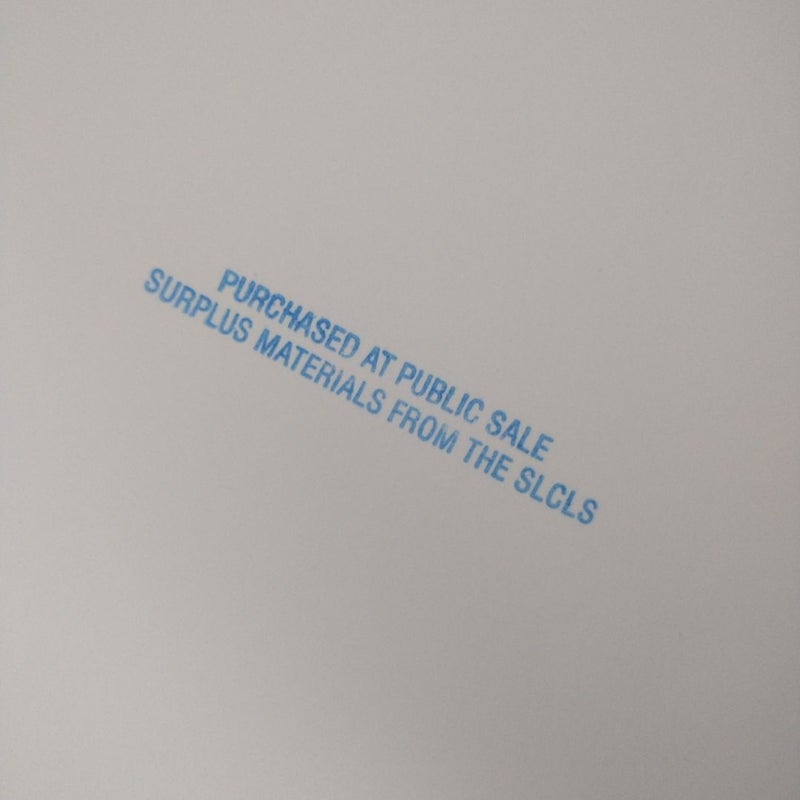 PURCHASED AT PUBLIC SALE
SURPLUS MATERIALS FROM THE SLCLS